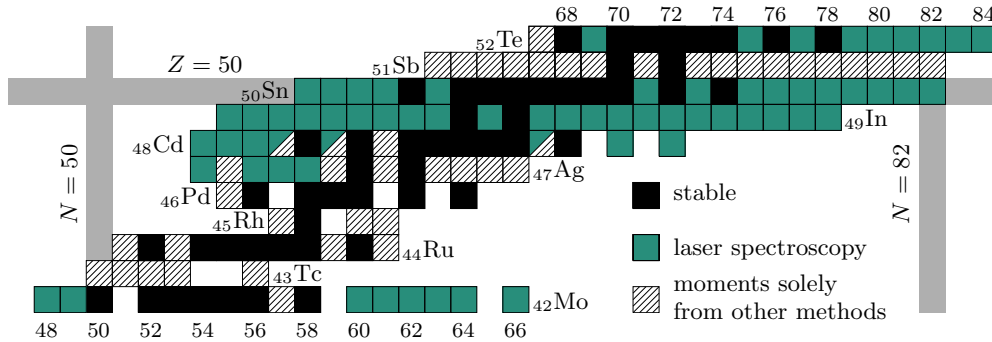 68 70 72 74 76 78 80 82 84
₅₂Te
Z = 50
₅₁Sb
₅₀Sn
₄₉In
₄₈Cd
N = 50
N = 82
₄₇Ag
₄₆Pd
stable
₄₅Rh
₄₄Ru
laser spectroscopy
₄₃Tc
moments solely
from other methods
₄₂Mo
48 50 52 54 56 58 60 62 64 66